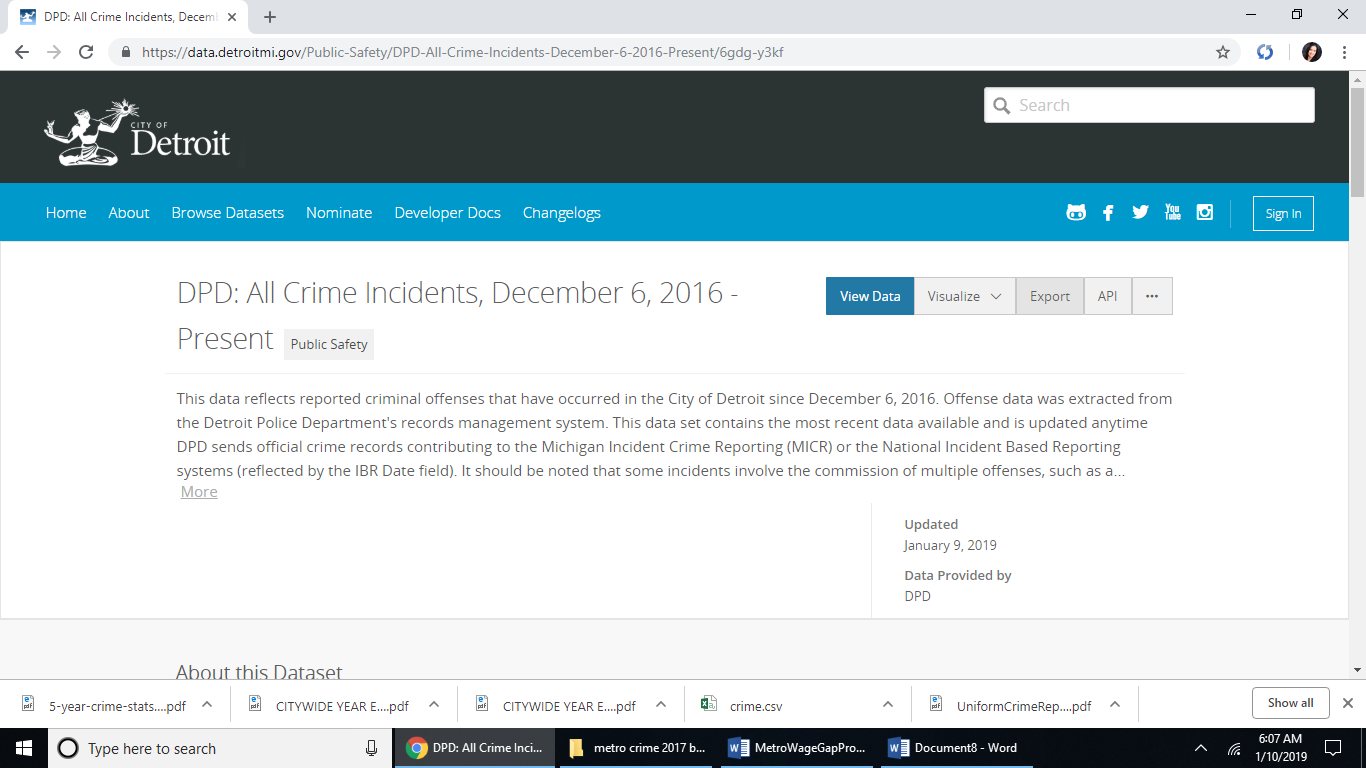 DPD: All Crime Incidents, Decem
https://data.detroitmi.gov/Public-Safety/DPD-All-Crime-Incidents-December-6-2016-Present/6gdg-y3kf
CITY OF
Detroit
Search
Home About Browse Datasets Nominate Developer Docs Changelogs
You
Tube
Sign In
DPD: All Crime Incidents, December 6, 2016 -
Present Public Safety
View Data Visualize Export API ...
This data reflects reported criminal offenses that have occurred in the City of Detroit since December 6, 2016. Offense data was extracted from
the Detroit Police Department's records management system. This data set contains the most recent data available and is updated anytime
DPD sends official crime records contributing to the Michigan Incident Crime Reporting (MICR) or the National Incident Based Reporting
systems (reflected by the IBR Date field). It should be noted that some incidents involve the commission of multiple offenses, such as a...
More
Updated
January 9, 2019
Data Provided by
DPD
About this Dataset
5-year-crime-stats....pdf CITYWIDE YEAR E....pdf CITYWIDE YEAR E....pdf crime.csv UniformCrimeRep....pdf Show all
Type here to search DPD: All Crime Inci... metro crime 2017 b... MetroWageGapPro... Document8 - Word
6:07 AM
1/10/2019